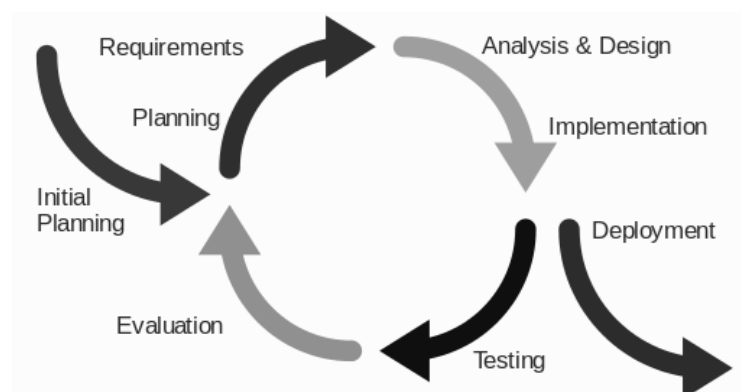 Requirements
Analysis & Design
Planning
Implementation
Initial
Planning
Deployment
Evaluation
Testing